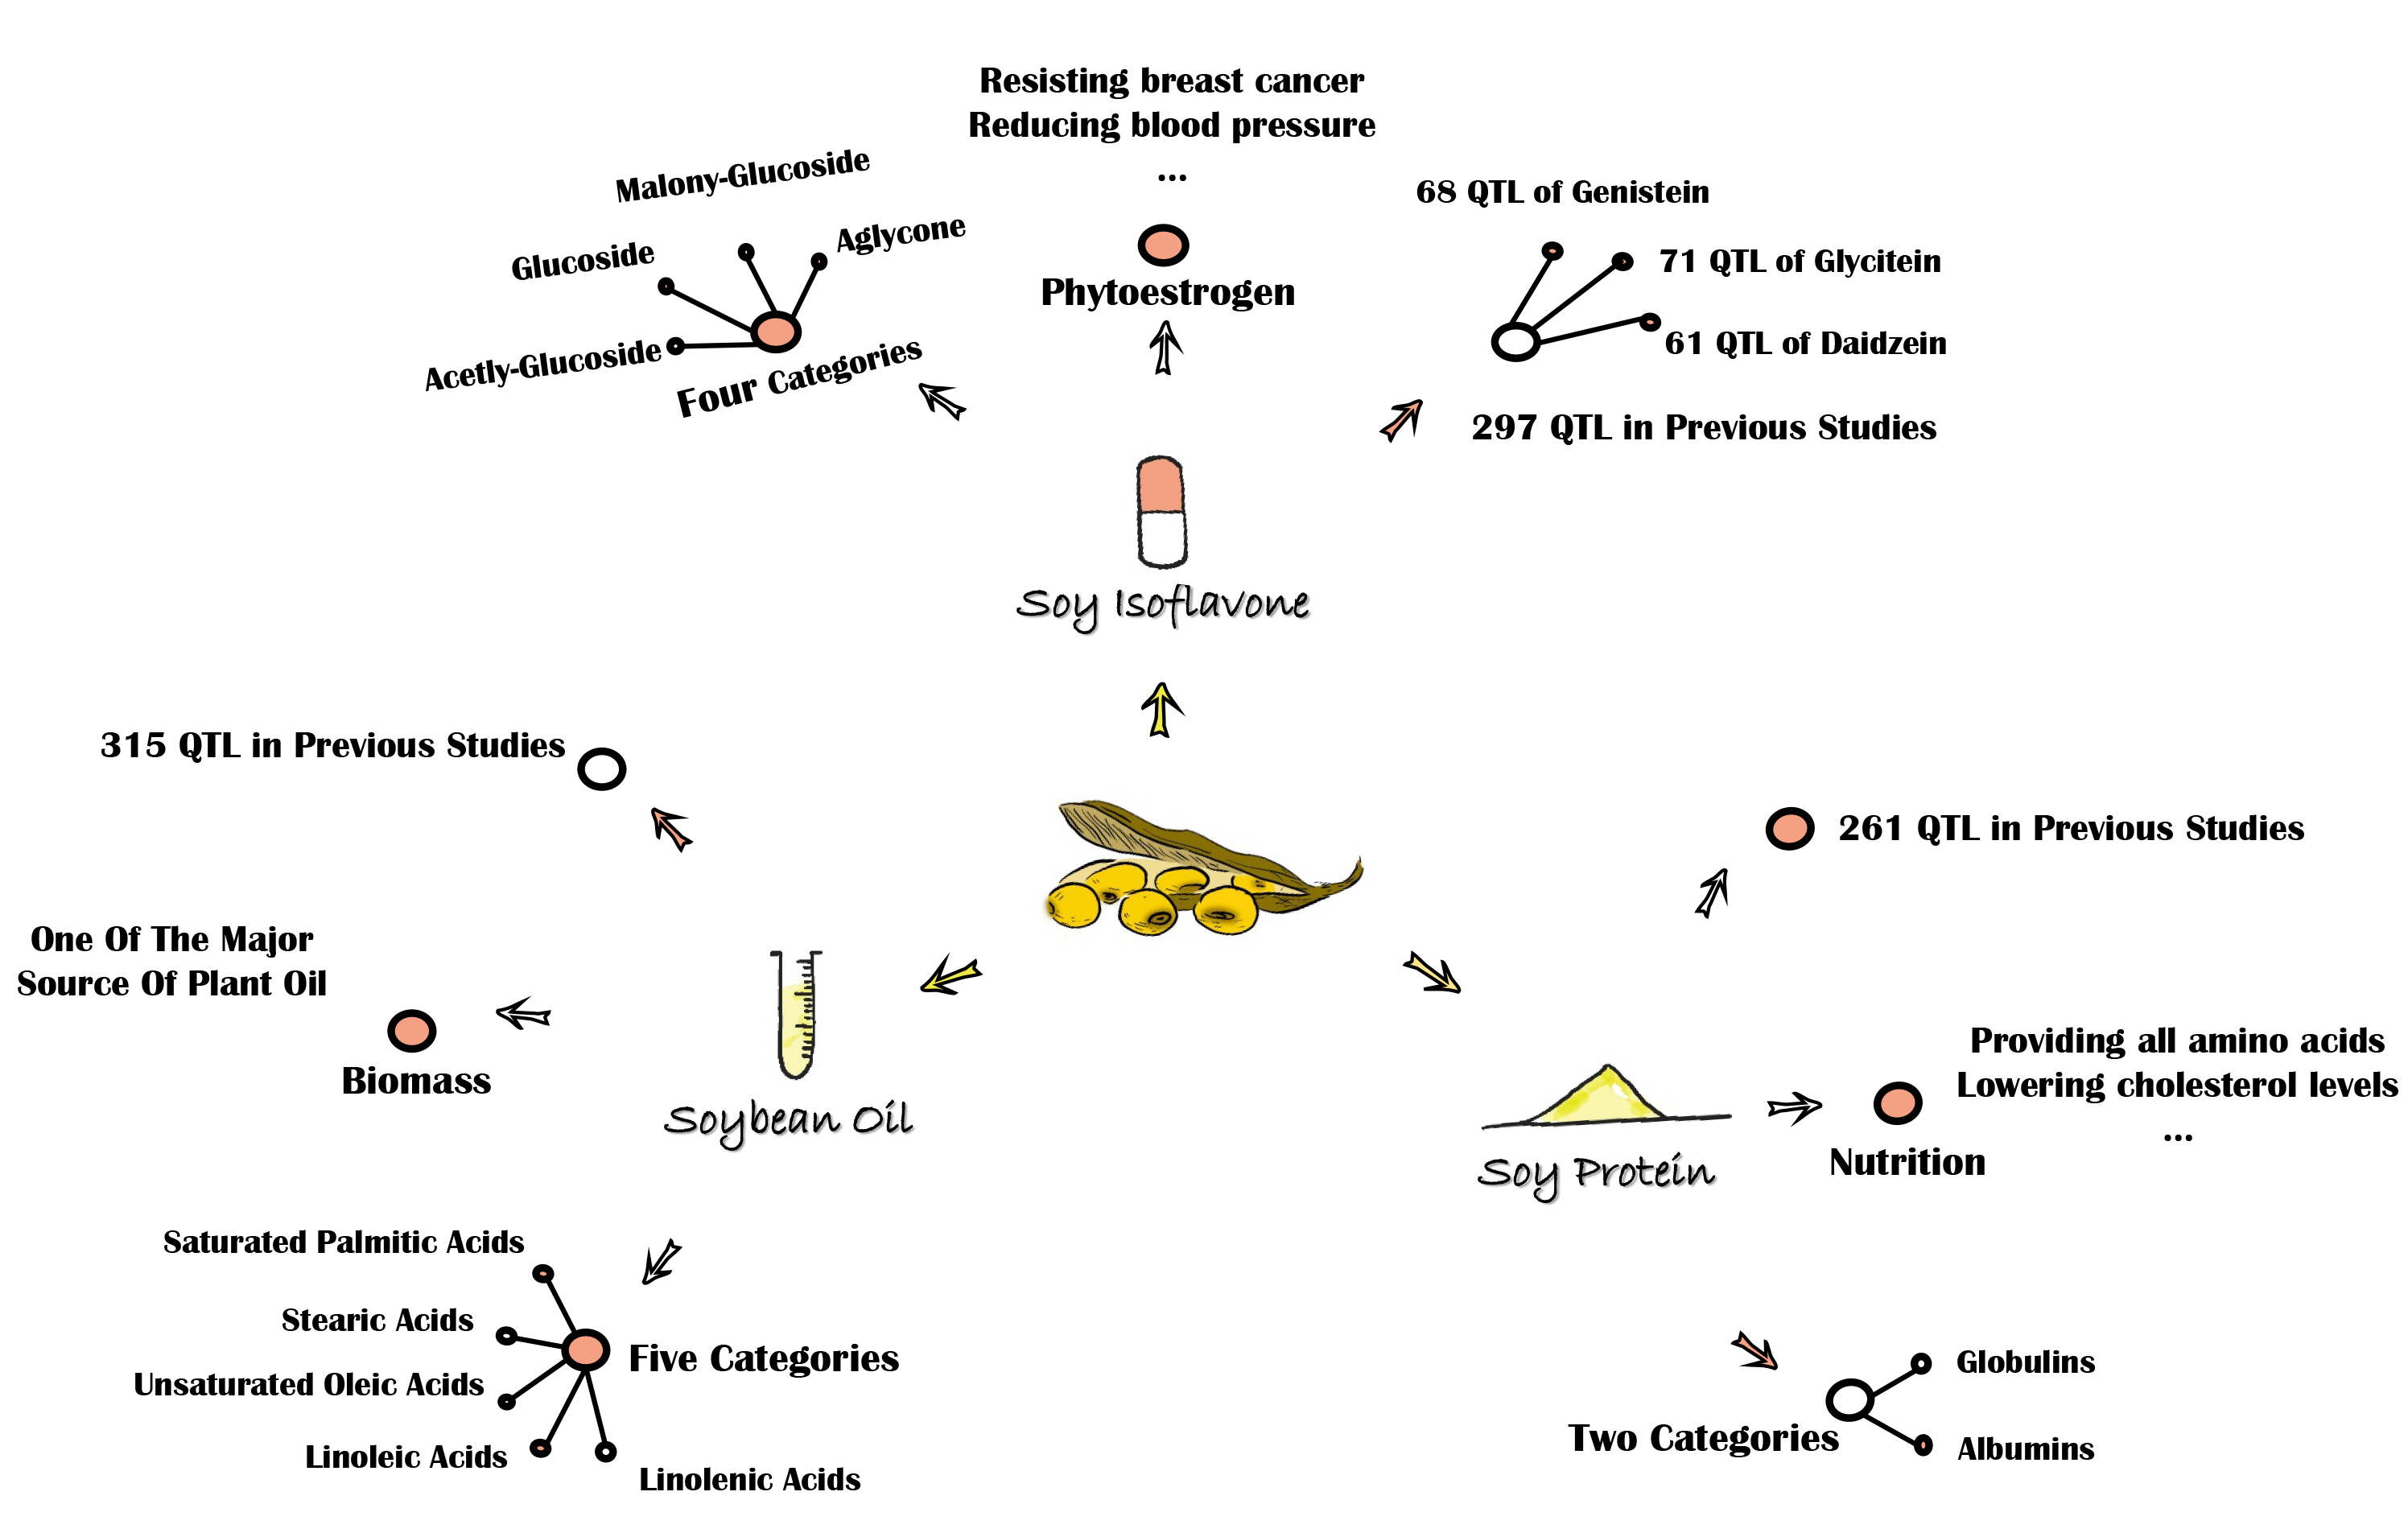 Resisting breast cancer
Reducing blood pressure
...
Phytoestrogen
Malony-Glucoside
Glucoside
Aglycone
Acetly-Glucoside
Four Categories
68 QTL of Genistein
71 QTL of Glycitein
61 QTL of Daidzein
297 QTL in Previous Studies
Soy Isoflavone
315 QTL in Previous Studies
One Of The Major
Source Of Plant Oil
Biomass
Soybean Oil
Saturated Palmitic Acids
Stearic Acids
Unsaturated Oleic Acids
Linoleic Acids
Linolenic Acids
Five Categories
261 QTL in Previous Studies
Providing all amino acids
Lowering cholesterol levels
...
Nutrition
Soy Protein
Two Categories
Globulins
Albumins